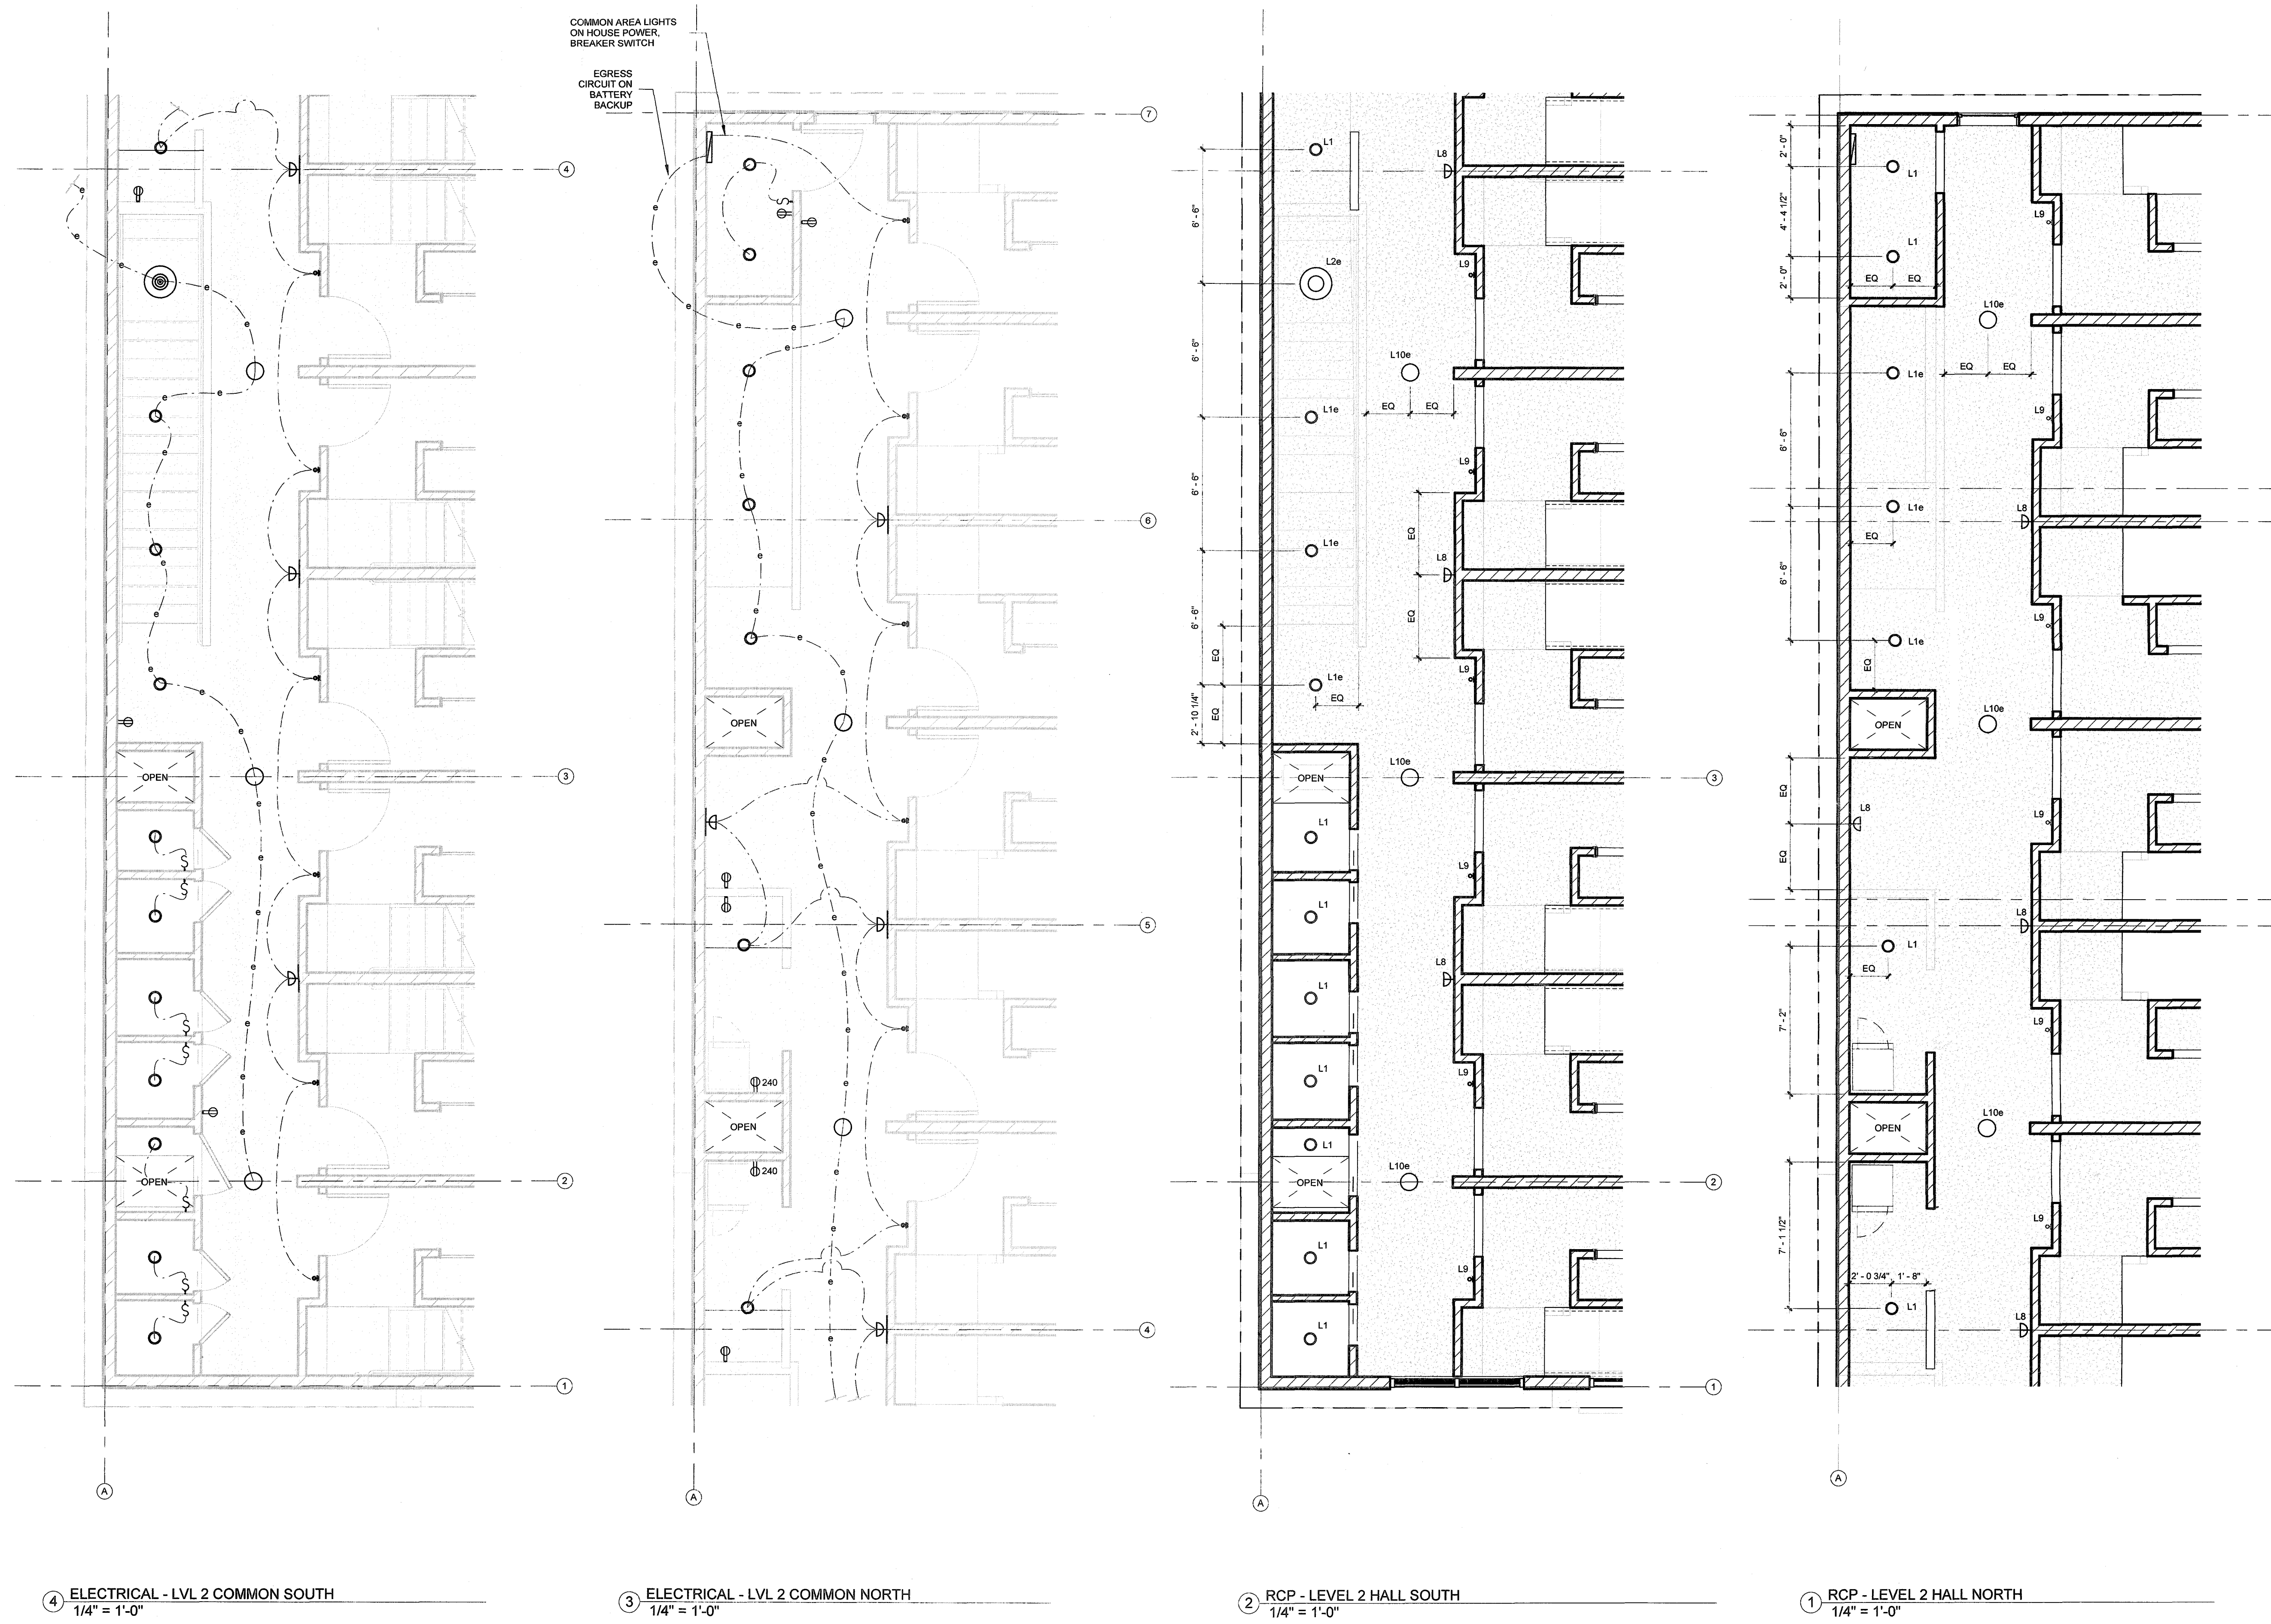 COMMON AREA LIGHTS
ON HOUSE POWER,
BREAKER SWITCH
EGRESS
CIRCUIT ON
BATTERY
BACKUP
4
e
e
e
e
e
e
e
e
e
e
e
e
e
e
3
OPEN
S
S
e
e
e
S
S
e
e
2
OPEN
S
S
S
1
A
4 ELECTRICAL - LVL 2 COMMON SOUTH
1/4" = 1'-0"
7
S
e
e
e
e
e
e
e
e
6
e
e
e
e
OPEN
e
e
5
e
e
240
OPEN
240
e
e
e
4
A
3 ELECTRICAL - LVL 2 COMMON NORTH
1/4" = 1'-0"
L1
L8
6' - 6"
L2e
L9
6' - 6"
L10e
EQ EQ
L1e
L9
6' - 6"
EQ
L1e
L8
EQ
6' - 6"
EQ
L9
L1e
EQ
EQ
2' - 10 1/4"
L10e
OPEN
3
L1
L9
L1
L8
L1
L1
L9
L1
L10e
OPEN
2
L1
L9
L1
1
A
2 RCP - LEVEL 2 HALL SOUTH
1/4" = 1'-0"
2' - 0"
L1
4' - 4 1/2"
L9
L1
2' - 0"
EQ EQ
L10e
L1e
EQ EQ
L9
6' - 6"
L1e
L8
EQ
6' - 6"
L9
L1e
EQ
L10e
OPEN
EQ
L8
L9
EQ
L8
L1
EQ
7' - 2"
L9
L10e
OPEN
7' - 1 1/2"
L9
2' - 0 3/4" 1' - 8"
L1
L8
A
1 RCP - LEVEL 2 HALL NORTH
1/4" = 1'-0"